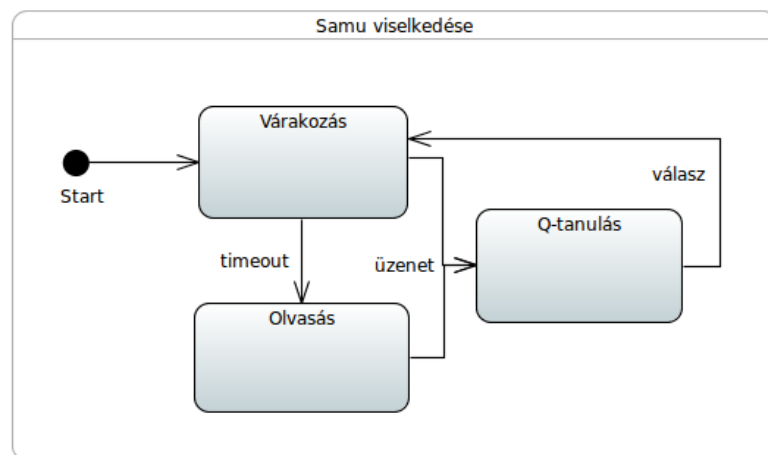 Samu viselkedése
Várakozás
Start
válasz
Q-tanulás
timeout
üzenet
Olvasás